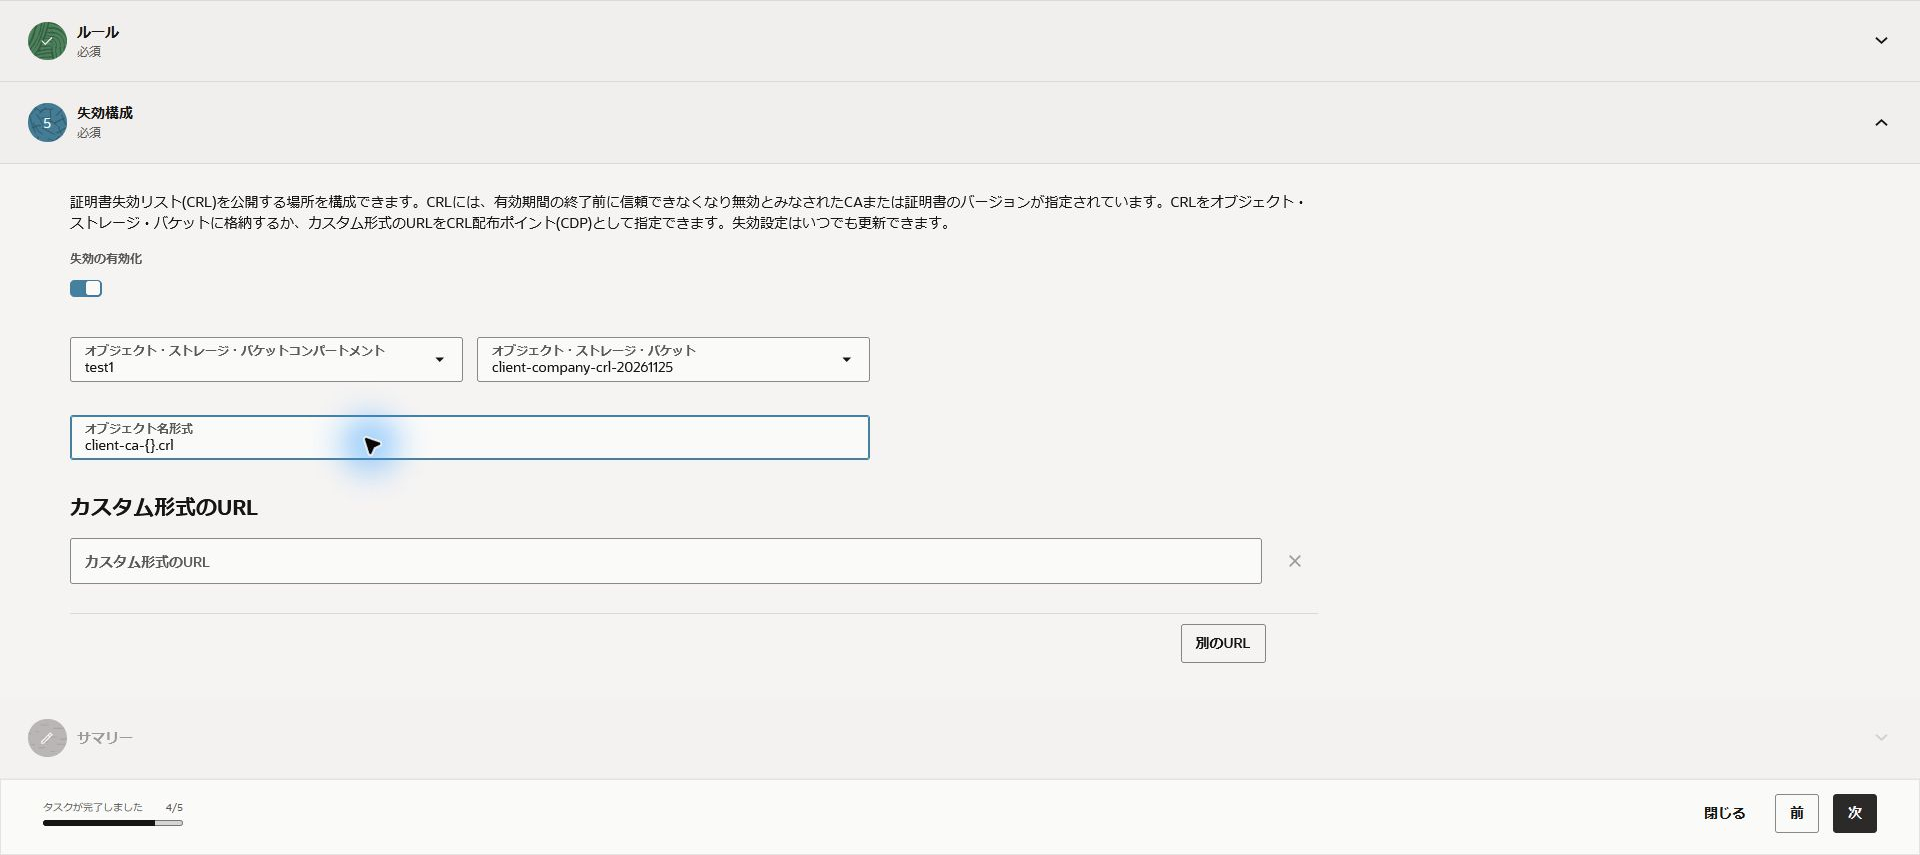 ルール
必須
5
失効構成
必須
証明書失効リスト(CRL)を公開する場所を構成できます。CRLには、有効期間の終了前に信頼できなくなり無効とみなされたCAまたは証明書のバージョンが指定されています。CRLをオブジェクト・
ストレージ・バケットに格納するか、カスタム形式のURLをCRL配布ポイント(CDP)として指定できます。失効設定はいつでも更新できます。
失効の有効化
オブジェクト・ストレージ・バケットコンパートメント
test1
オブジェクト・ストレージ・バケット
client-company-crl-20261125
オブジェクト名形式
client-ca-{}.crl
カスタム形式のURL
カスタム形式のURL
別のURL
サマリー
タスクが完了しました 4/5
閉じる
前
次